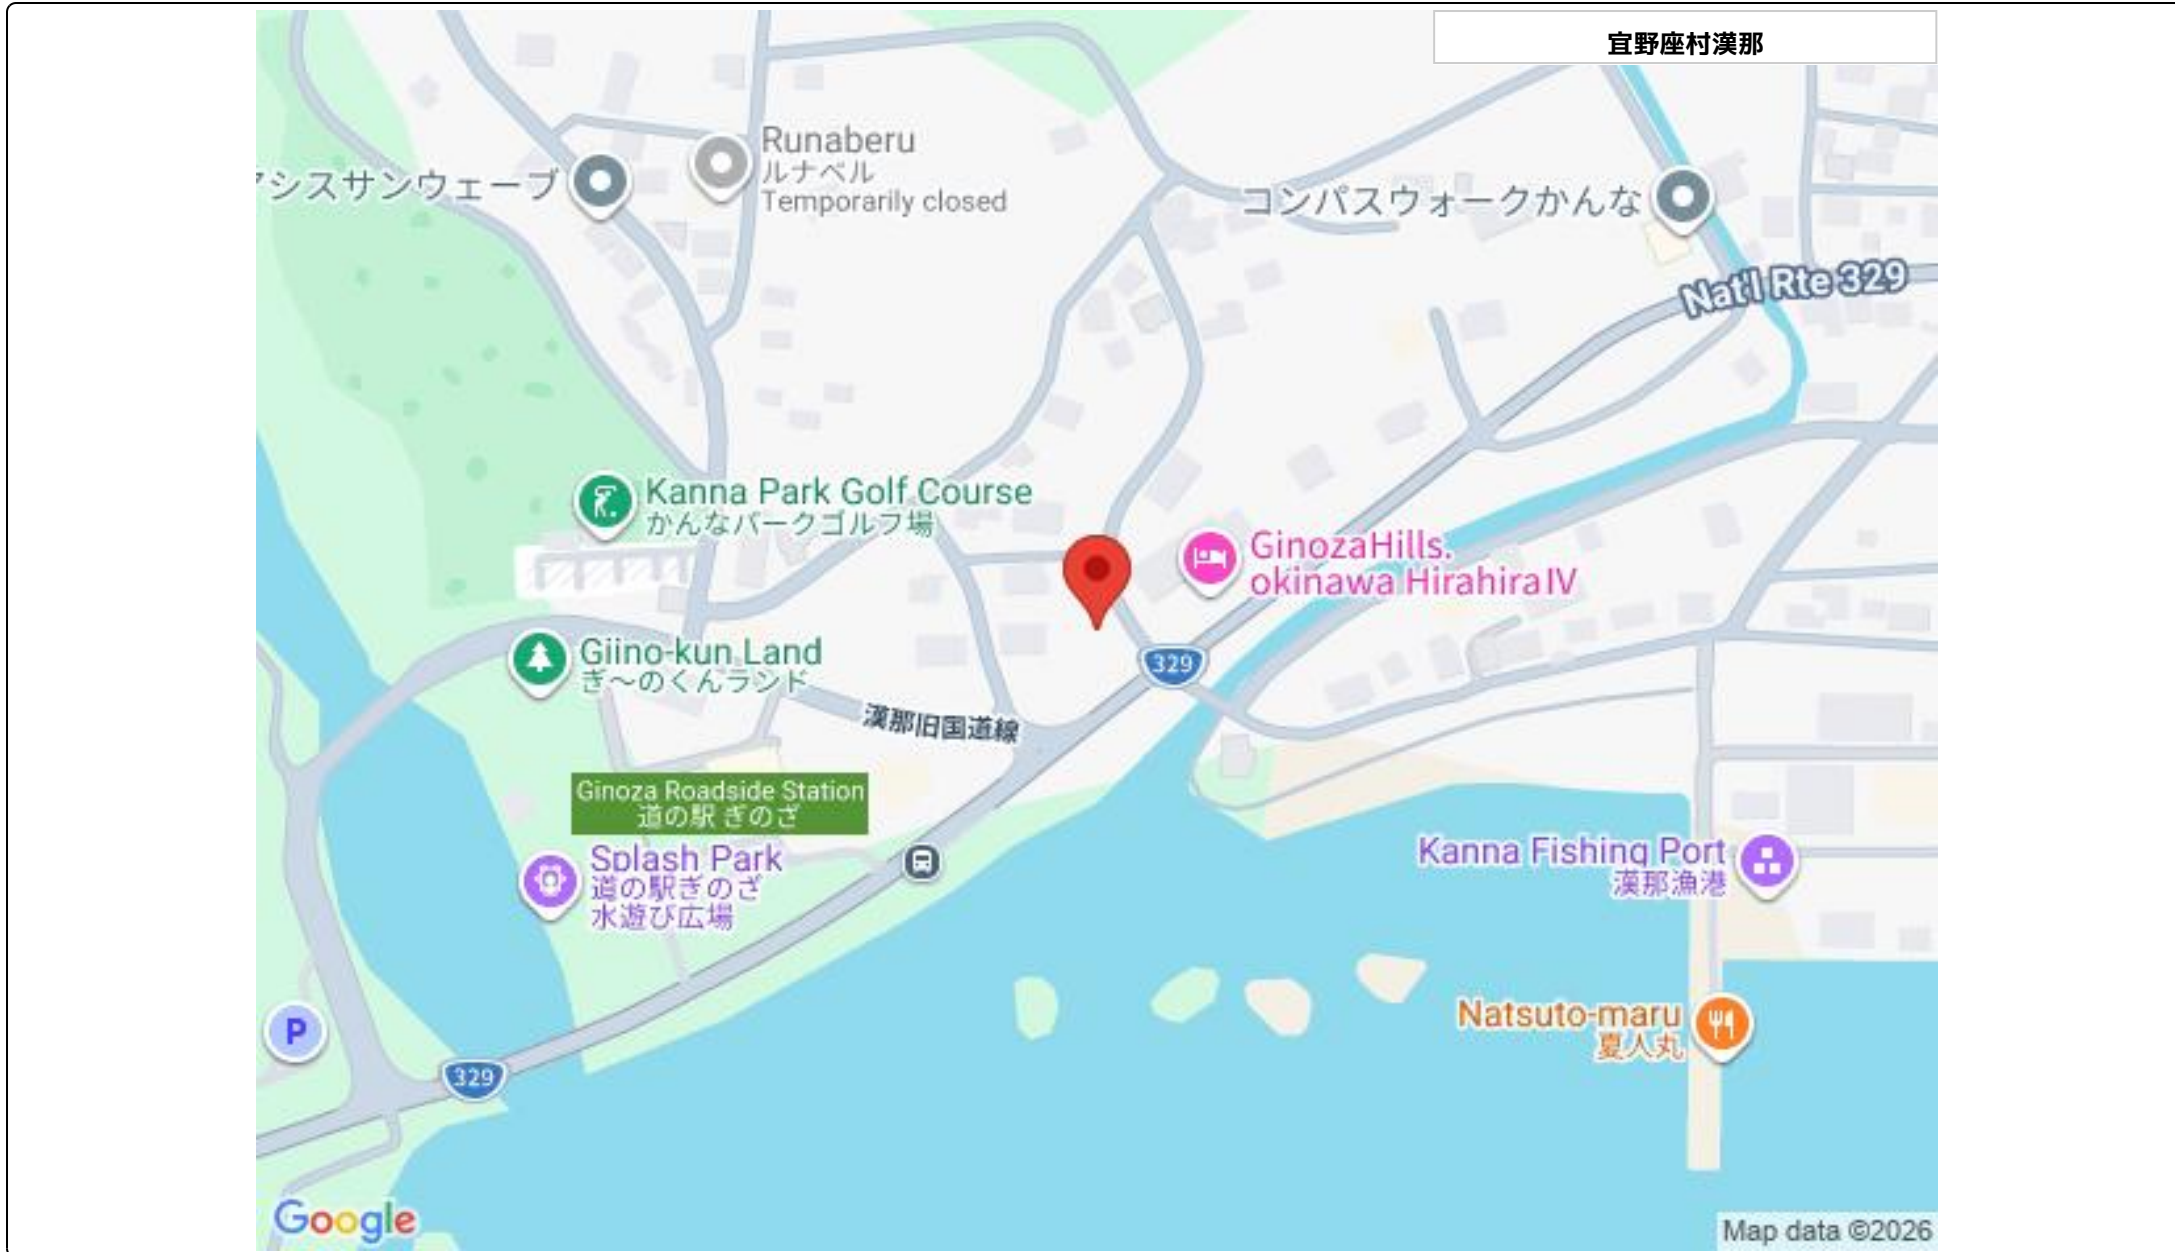 宜野座村漢那
Runaberu
ルナベル
Temporarily closed
シスサンウェーブ
コンパスウォークかんな
Nat'l Rte 329
Kanna Park Golf Course
かんなパークゴルフ場
GinozaHills.
okinawa Hirahira IV
Giino-kun Land
ぎ～のくんランド
329
漢那旧国道線
Ginoza Roadside Station
道の駅 ぎのざ
Splash Park
道の駅ぎのざ
水遊び広場
Kanna Fishing Port
漢那漁港
Natsuto-maru
夏人丸
P
329
Google
Map data ©2026